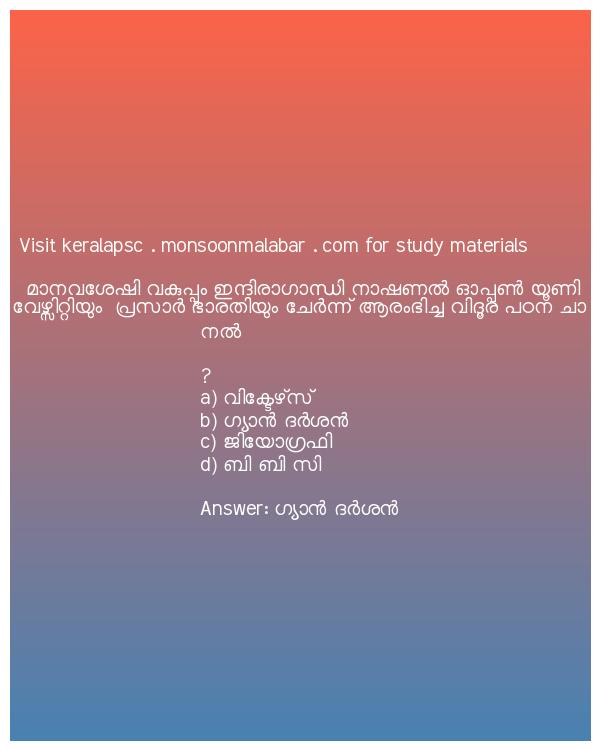 Visit keralapsc . monsoonmalabar . com for study materials
മാനവശേഷി വകുപ്പും ഇന്ദിരാഗാന്ധി നാഷണൽ ഓപ്പൺ യൂണി
വേഴ്സിറ്റിയും പ്രസാർ ഭാരതിയും ചേർന്ന് ആരംഭിച്ച വിദൂര പഠന ചാ
നൽ
?
a) വിക്ടേഴ്സ്
b) ഗ്യാൻ ദർശൻ
c) ജിയോഗ്രഫി
d) ബി ബി സി
Answer: ഗ്യാൻ ദർശൻ